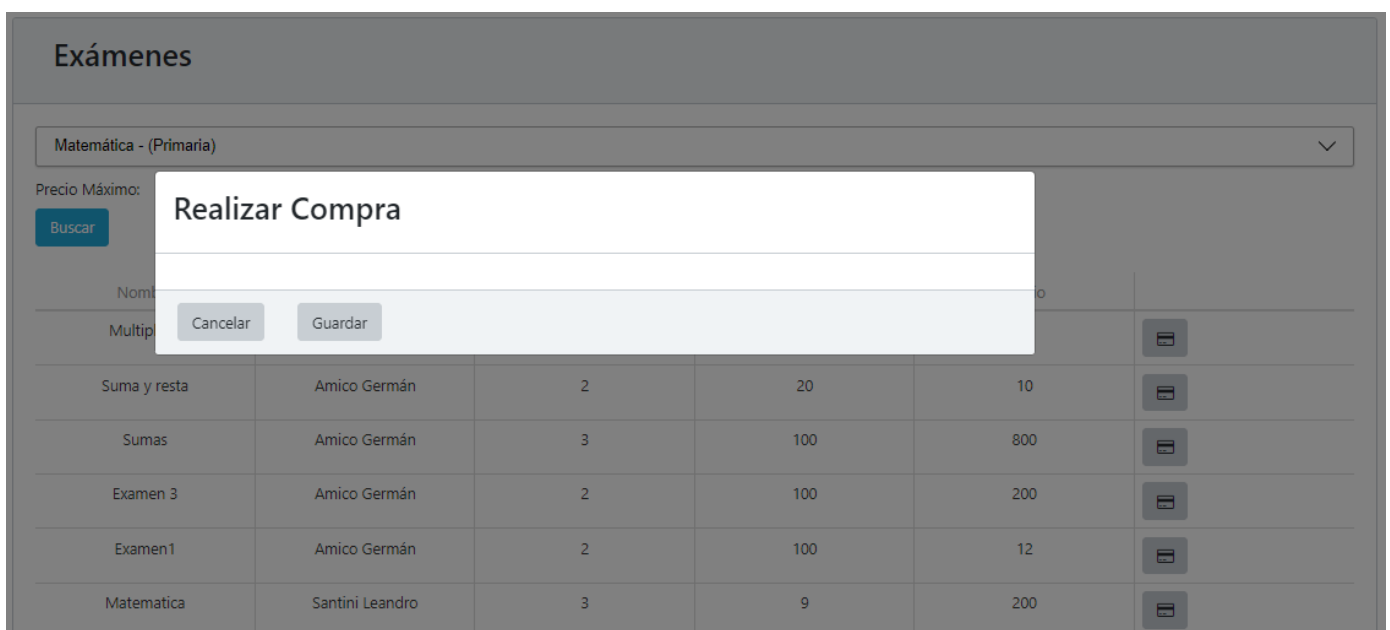 Exámenes
Matemática - (Primaria)
Precio Máximo:
Realizar Compra
Buscar
Cancelar Guardar
Suma y resta Amico Germán 2 20 10
Sumas Amico Germán 3 100 800
Examen 3 Amico Germán 2 100 200
Examen1 Amico Germán 2 100 12
Matematica Santini Leandro 3 9 200